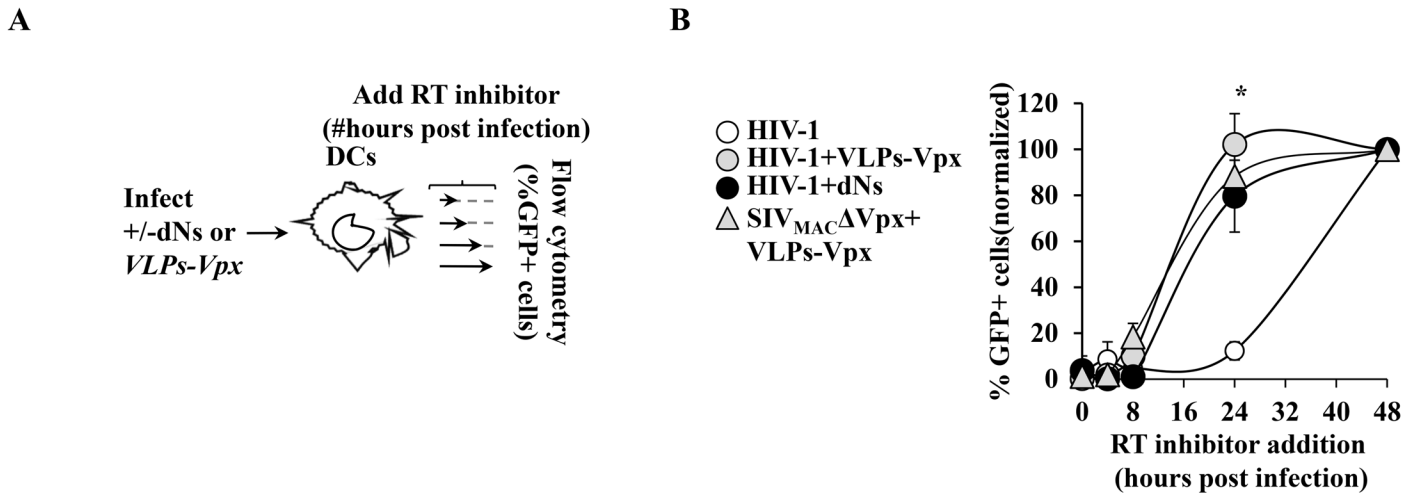 A
Add RT inhibitor
(#hours post infection)
DCs
Infect
+/-dNs or
VLPs-Vpx
Flow cytometry
(%GFP+ cells)
B
HIV-1
HIV-1+VLPs-Vpx
HIV-1+dNs
SIVMACΔVpx+
VLPs-Vpx
% GFP+ cells(normalized)
120
100
80
60
40
20
0
*
0 8 16 24 32 40 48
RT inhibitor addition
(hours post infection)